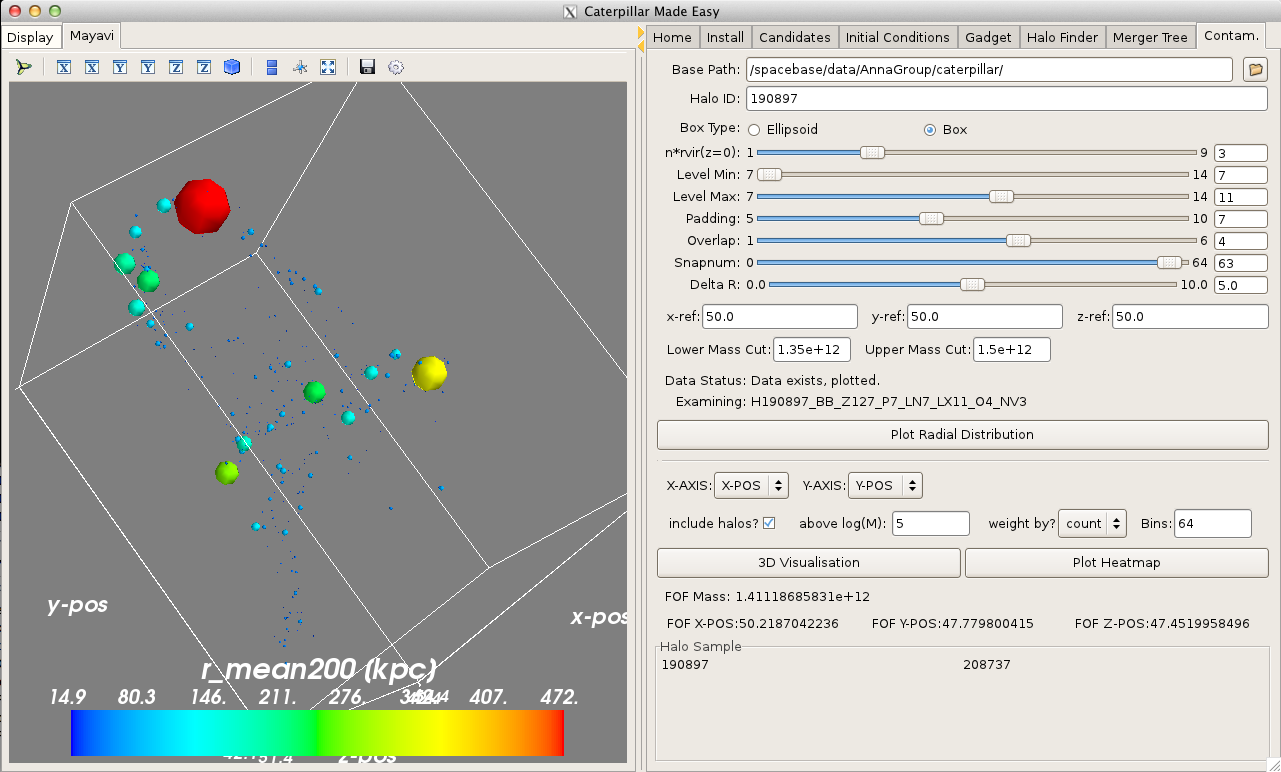 Caterpillar Made Easy
Display Mayavi
Home Install Candidates Initial Conditions Gadget Halo Finder Merger Tree Contam.
X X Y Y Z Z
Base Path: /spacebase/data/AnnaGroup/caterpillar/
Halo ID: 190897
Box Type: Ellipsoid Box
n*rvir(z=0): 1 9 3
Level Min: 7 14 7
Level Max: 7 14 11
Padding: 5 10 7
Overlap: 1 6 4
Snapnum: 0 64 63
Delta R: 0.0 10.0 5.0
x-ref: 50.0 y-ref: 50.0 z-ref: 50.0
Lower Mass Cut: 1.35e+12 Upper Mass Cut: 1.5e+12
Data Status: Data exists, plotted.
Examining: H190897_BB_Z127_P7_LN7_LX11_O4_NV3
Plot Radial Distribution
X-AXIS: X-POS Y-AXIS: Y-POS
include halos? above log(M): 5 weight by? count Bins: 64
3D Visualisation Plot Heatmap
FOF Mass: 1.41118685831e+12
FOF X-POS:50.2187042236 FOF Y-POS:47.779800415 FOF Z-POS:47.4519958496
Halo Sample
190897 208737
y-pos
x-pos
r_mean200 (kpc)
14.9 80.3 146. 211. 276. 407. 472.
51.4 z-pos